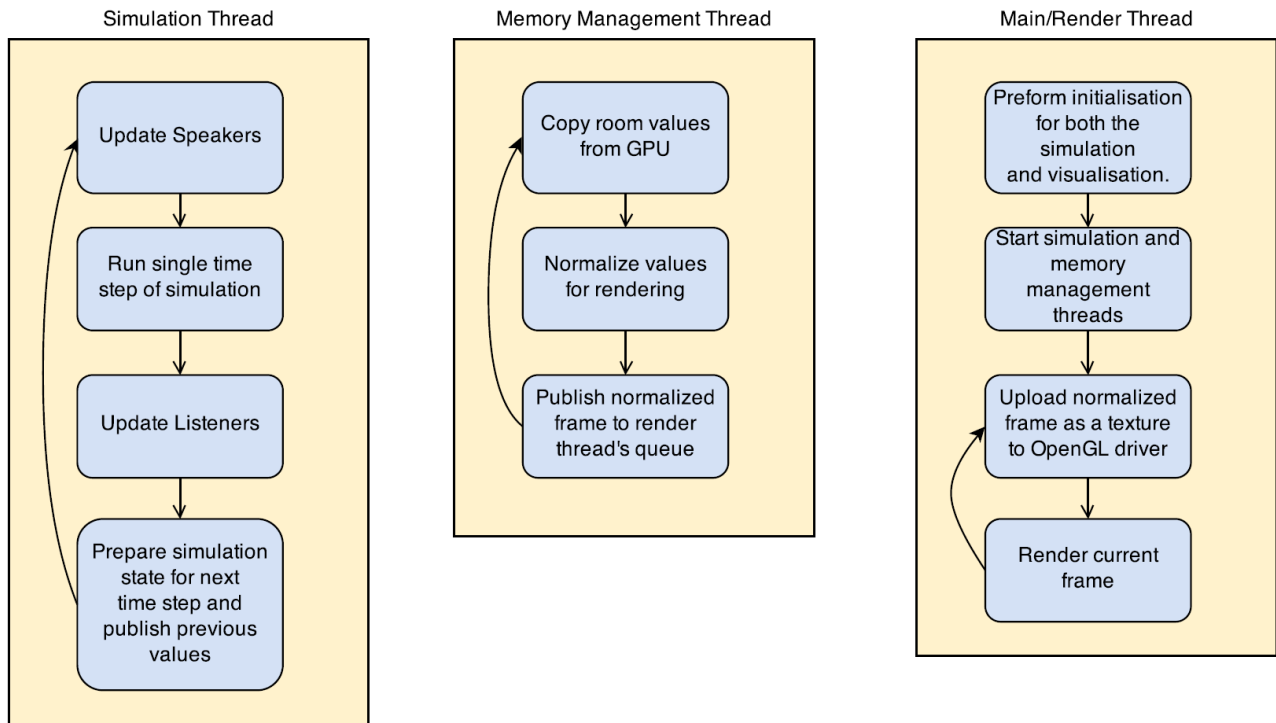 Simulation Thread
Update Speakers
Run single time
step of simulation
Update Listeners
Prepare simulation
state for next
time step and
publish previous
values
Memory Management Thread
Copy room values
from GPU
Normalize values
for rendering
Publish normalized
frame to render
thread's queue
Main/Render Thread
Preform initialisation
for both the
simulation
and visualisation.
Start simulation and
memory
management
threads
Upload normalized
frame as a texture
to OpenGL driver
Render current
frame